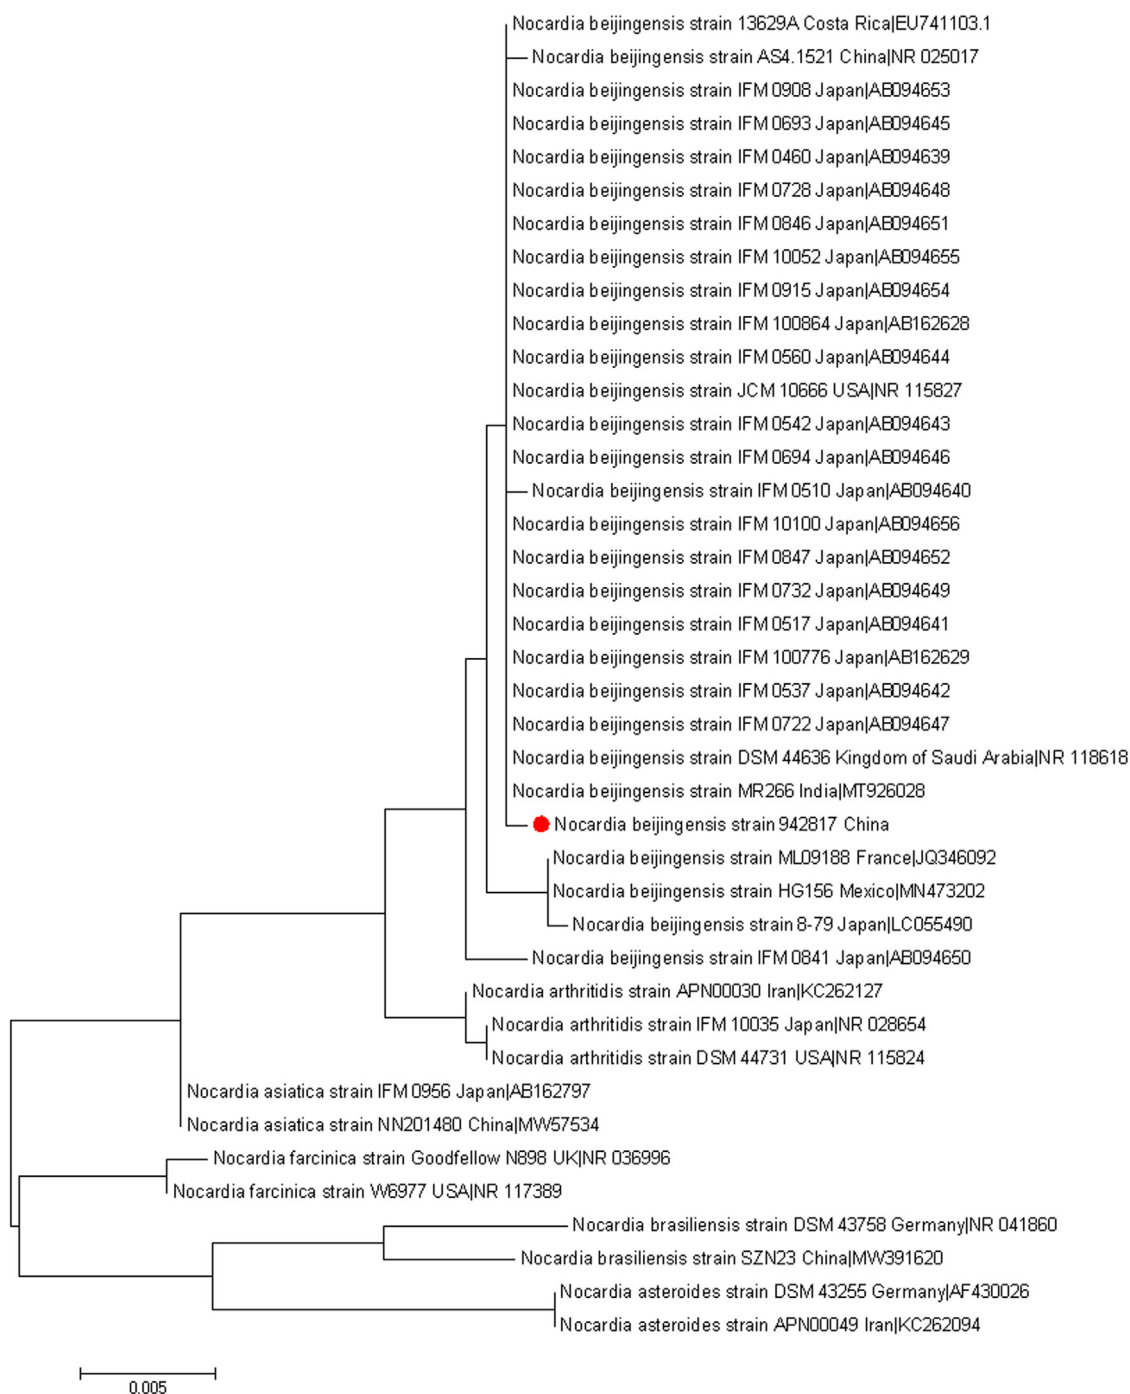 Nocardia beijingensis strain 13629A Costa Rica|EU741103.1
Nocardia beijingensis strain AS4.1521 China|NR 025017
Nocardia beijingensis strain IFM 0908 Japan|AB094653
Nocardia beijingensis strain IFM 0693 Japan|AB094645
Nocardia beijingensis strain IFM 0460 Japan|AB094639
Nocardia beijingensis strain IFM 0728 Japan|AB094648
Nocardia beijingensis strain IFM 0846 Japan|AB094651
Nocardia beijingensis strain IFM 10052 Japan|AB094655
Nocardia beijingensis strain IFM 0915 Japan|AB094654
Nocardia beijingensis strain IFM 100864 Japan|AB162628
Nocardia beijingensis strain IFM 0560 Japan|AB094644
Nocardia beijingensis strain JCM 10666 USA|NR 115827
Nocardia beijingensis strain IFM 0542 Japan|AB094643
Nocardia beijingensis strain IFM 0694 Japan|AB094646
Nocardia beijingensis strain IFM 0510 Japan|AB094640
Nocardia beijingensis strain IFM 10100 Japan|AB094656
Nocardia beijingensis strain IFM 0847 Japan|AB094652
Nocardia beijingensis strain IFM 0732 Japan|AB094649
Nocardia beijingensis strain IFM 0517 Japan|AB094641
Nocardia beijingensis strain IFM 100776 Japan|AB162629
Nocardia beijingensis strain IFM 0537 Japan|AB094642
Nocardia beijingensis strain IFM 0722 Japan|AB094647
Nocardia beijingensis strain DSM 44636 Kingdom of Saudi Arabia|NR 118618
Nocardia beijingensis strain MR266 India|MT926028
Nocardia beijingensis strain 942817 China
Nocardia beijingensis strain ML09188 France|JQ346092
Nocardia beijingensis strain HG156 Mexico|MN473202
Nocardia beijingensis strain 8-79 Japan|LC055490
Nocardia beijingensis strain IFM 0841 Japan|AB094650
Nocardia arthritidis strain APN00030 Iran|KC262127
Nocardia arthritidis strain IFM 10035 Japan|NR 028654
Nocardia arthritidis strain DSM 44731 USA|NR 115824
Nocardia asiatica strain IFM 0956 Japan|AB162797
Nocardia asiatica strain NN201480 China|MW57534
Nocardia farcinica strain Goodfellow N898 UK|NR 036996
Nocardia farcinica strain W6977 USA|NR 117389
Nocardia brasiliensis strain DSM 43758 Germany|NR 041860
Nocardia brasiliensis strain SZN23 China|MW391620
Nocardia asteroides strain DSM 43255 Germany|AF430026
Nocardia asteroides strain APN00049 Iran|KC262094
0.005